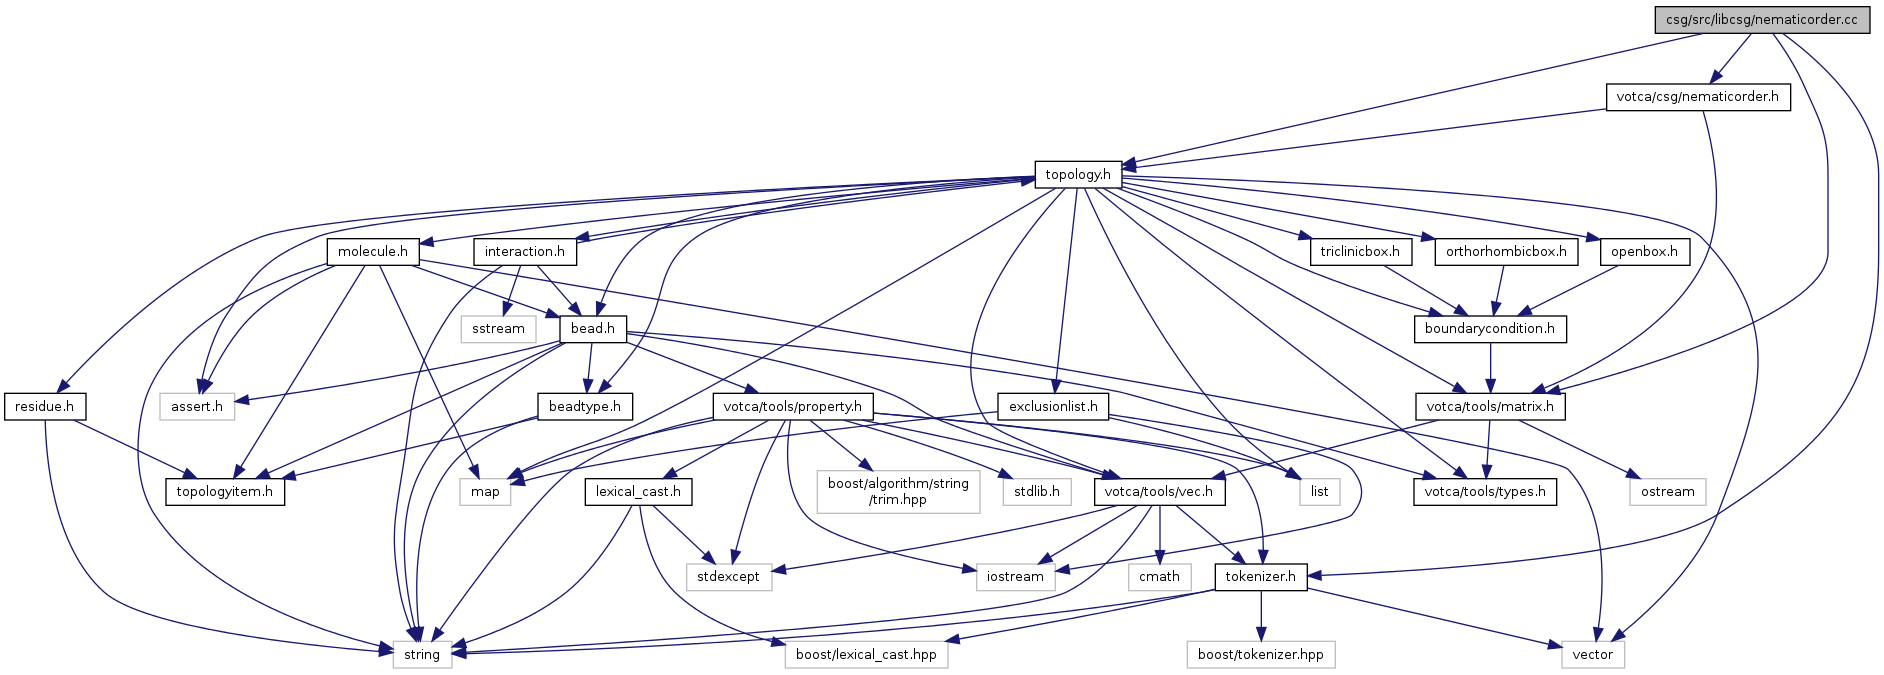 csg/src/libcsg/nematicorder.cc
votca/csg/nematicorder.h
topology.h
molecule.h
interaction.h
triclinicbox.h
orthorhombicbox.h
openbox.h
sstream
bead.h
boundarycondition.h
residue.h
assert.h
beadtype.h
votca/tools/property.h
exclusionlist.h
votca/tools/matrix.h
topologyitem.h
map
lexical_cast.h
boost/algorithm/string
/trim.hpp
stdlib.h
votca/tools/vec.h
list
votca/tools/types.h
ostream
stdexcept
iostream
cmath
tokenizer.h
string
boost/lexical_cast.hpp
boost/tokenizer.hpp
vector